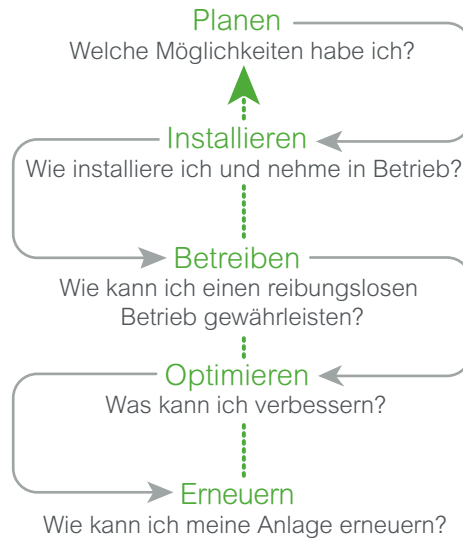 Planen
Welche Möglichkeiten habe ich?
Installieren
Wie installiere ich und nehme in Betrieb?
Betreiben
Wie kann ich einen reibungslosen
Betrieb gewährleisten?
Optimieren
Was kann ich verbessern?
Erneuern
Wie kann ich meine Anlage erneuern?